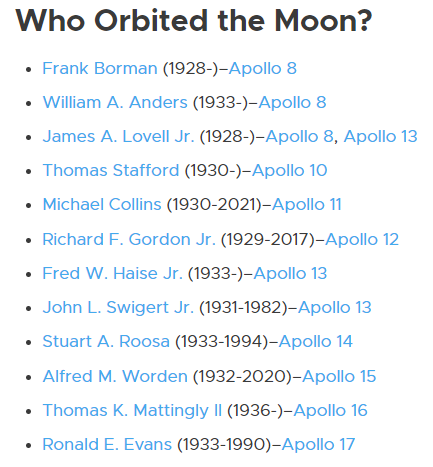 Who Orbited the Moon?
• Frank Borman (1928-)–Apollo 8
• William A. Anders (1933-)–Apollo 8
• James A. Lovell Jr. (1928-)–Apollo 8, Apollo 13
• Thomas Stafford (1930-)–Apollo 10
• Michael Collins (1930-2021)–Apollo 11
• Richard F. Gordon Jr. (1929-2017)–Apollo 12
• Fred W. Haise Jr. (1933-)–Apollo 13
• John L. Swigert Jr. (1931-1982)–Apollo 13
• Stuart A. Roosa (1933-1994)–Apollo 14
• Alfred M. Worden (1932-2020)–Apollo 15
• Thomas K. Mattingly II (1936-)–Apollo 16
• Ronald E. Evans (1933-1990)–Apollo 17